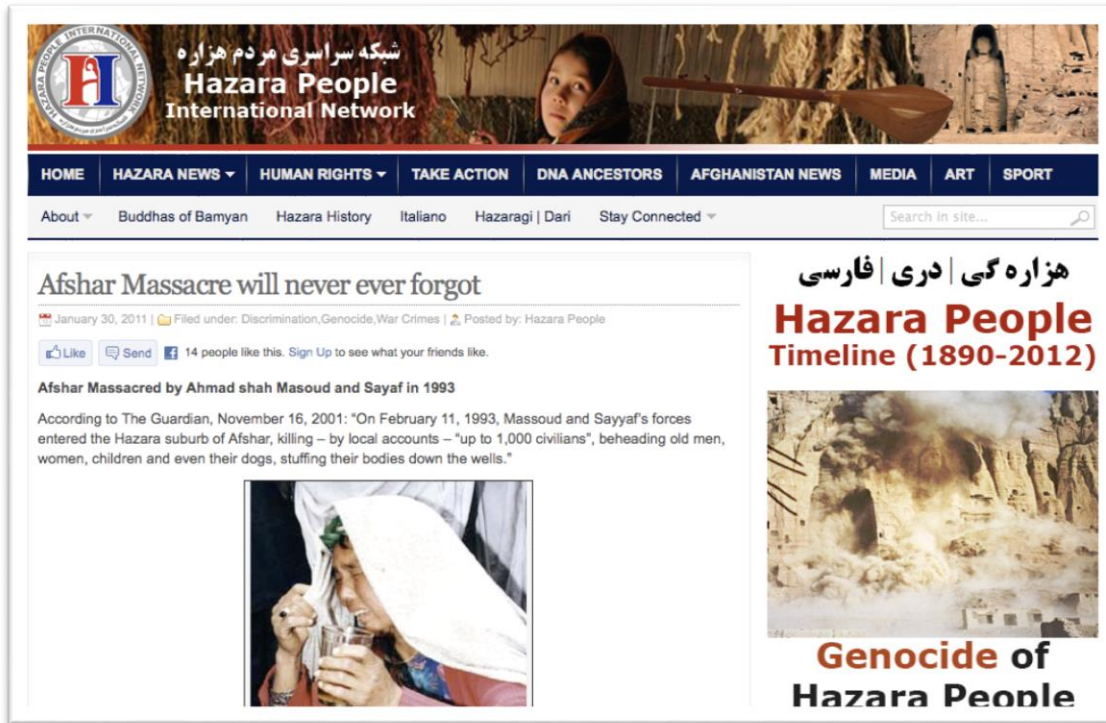 HAZARA PEOPLE INTERNATIONAL NETWORK
شبکه سراسری مردم هزاره
Hazara People
International Network
HOME
HAZARA NEWS
HUMAN RIGHTS
TAKE ACTION
DNA ANCESTORS
AFGHANISTAN NEWS
MEDIA
ART
SPORT
About
Buddhas of Bamyan
Hazara History
Italiano
Hazaragi | Dari
Stay Connected
Search in site...
Afshar Massacre will never ever forgot
January 30, 2011 | Filed under: Discrimination,Genocide,War Crimes | Posted by: Hazara People
Like
Send
14 people like this. Sign Up to see what your friends like.
Afshar Massacred by Ahmad shah Masoud and Sayaf in 1993
According to The Guardian, November 16, 2001: “On February 11, 1993, Massoud and Sayyaf's forces
entered the Hazara suburb of Afshar, killing – by local accounts – “up to 1,000 civilians”, beheading old men,
women, children and even their dogs, stuffing their bodies down the wells."
هزاره گی | دری | فارسی
Hazara People
Timeline (1890-2012)
Genocide of
Hazara People